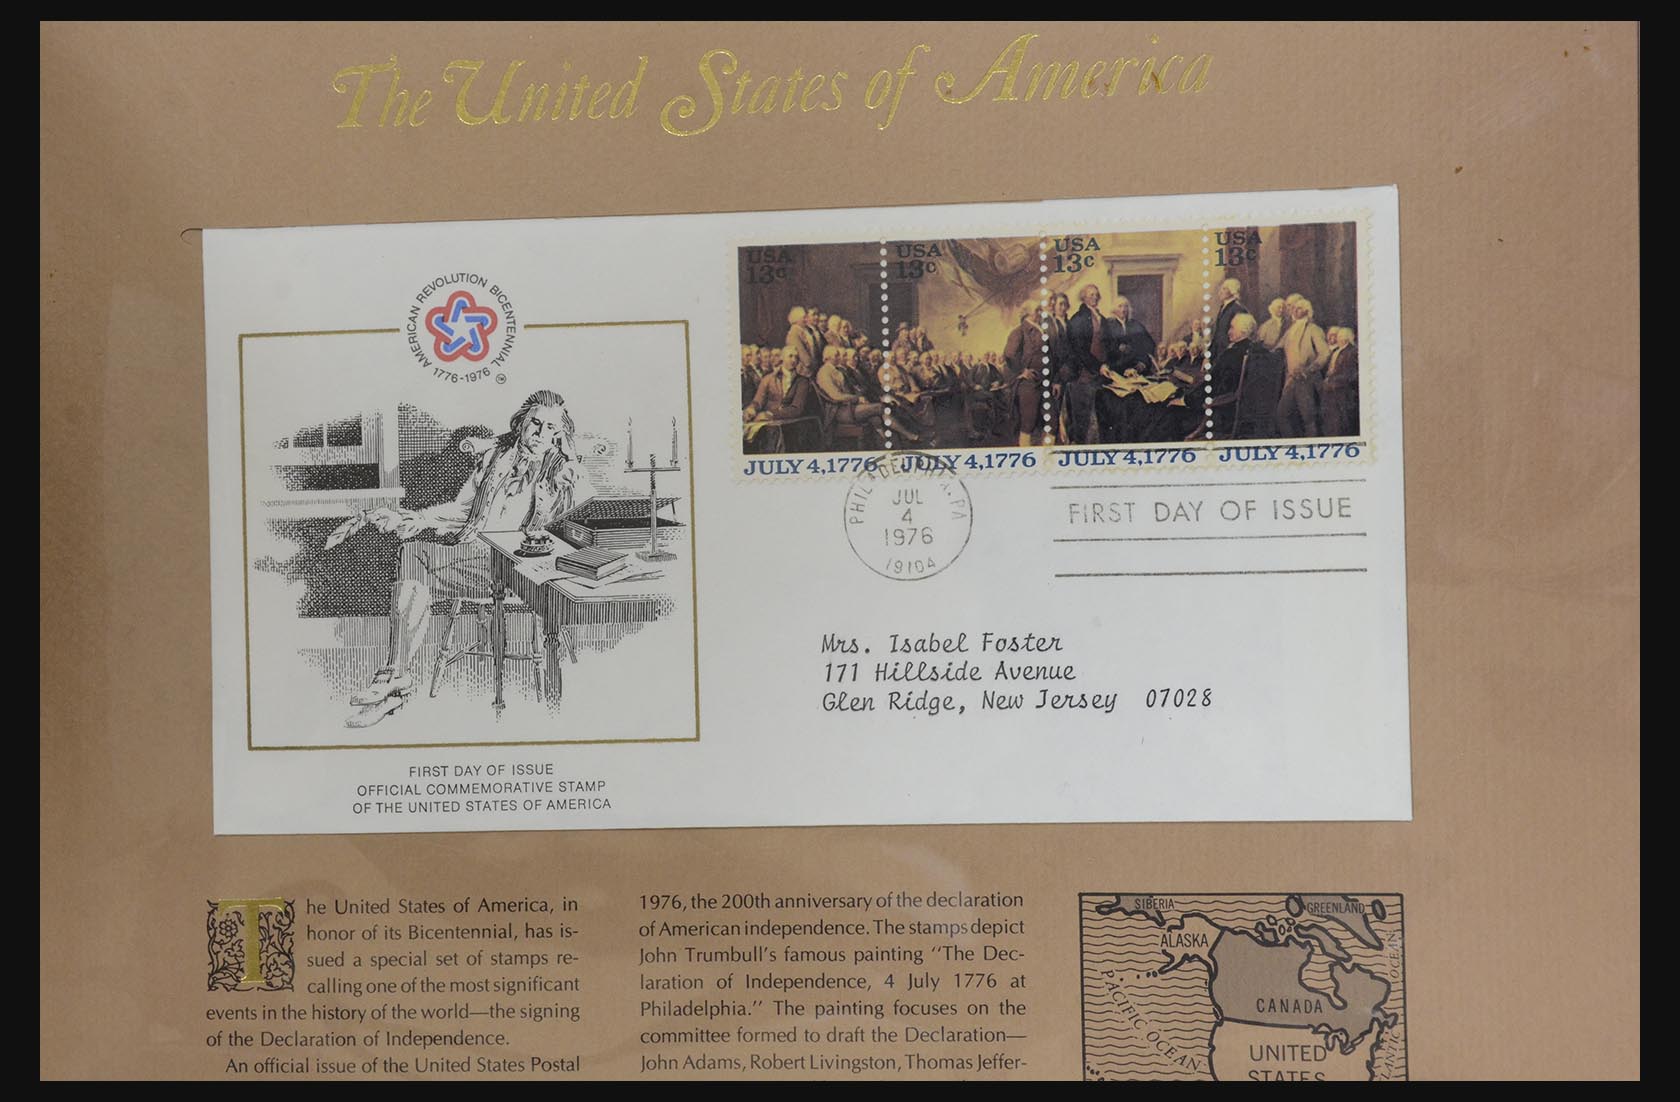 The United States of America
AMERICAN REVOLUTION BICENTENNIAL
1776-1976 TM
USA
13c
USA
13c
USA
13c
USA
13c
JULY 4,1776
JULY 4,1776
JULY 4,1776
JULY 4,1776
PHILADELPHIA, PA
JUL
4
1976
19104
FIRST DAY OF ISSUE
Mrs. Isabel Foster
171 Hillside Avenue
Glen Ridge, New Jersey 07028
FIRST DAY OF ISSUE
OFFICIAL COMMEMORATIVE STAMP
OF THE UNITED STATES OF AMERICA
The United States of America, in
honor of its Bicentennial, has is-
sued a special set of stamps re-
calling one of the most significant
events in the history of the world—the signing
of the Declaration of Independence.
An official issue of the United States Postal
1976, the 200th anniversary of the declaration
of American independence. The stamps depict
John Trumbull's famous painting "The Dec-
laration of Independence, 4 July 1776 at
Philadelphia." The painting focuses on the
committee formed to draft the Declaration—
John Adams, Robert Livingston, Thomas Jeffer-
SIBERIA
GREENLAND
ALASKA
PACIFIC OCEAN
CANADA
ATLANTIC OCEAN
UNITED
STATES